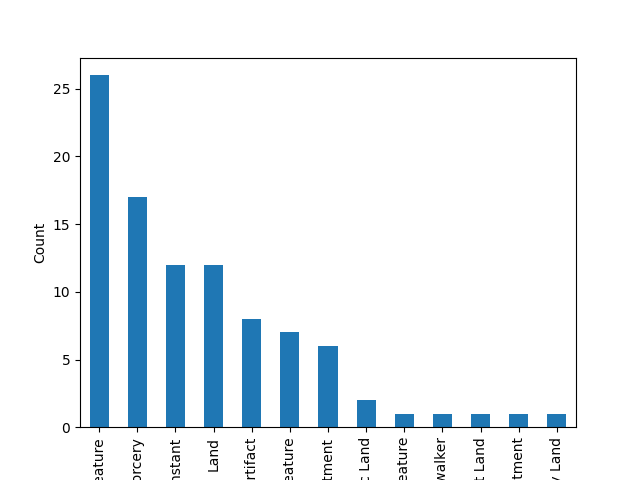 25
20
15
10
5
0
Count
eature
orcery
nstant
Land
rtifact
eature
tment
c Land
eature
walker
t Land
tment
y Land